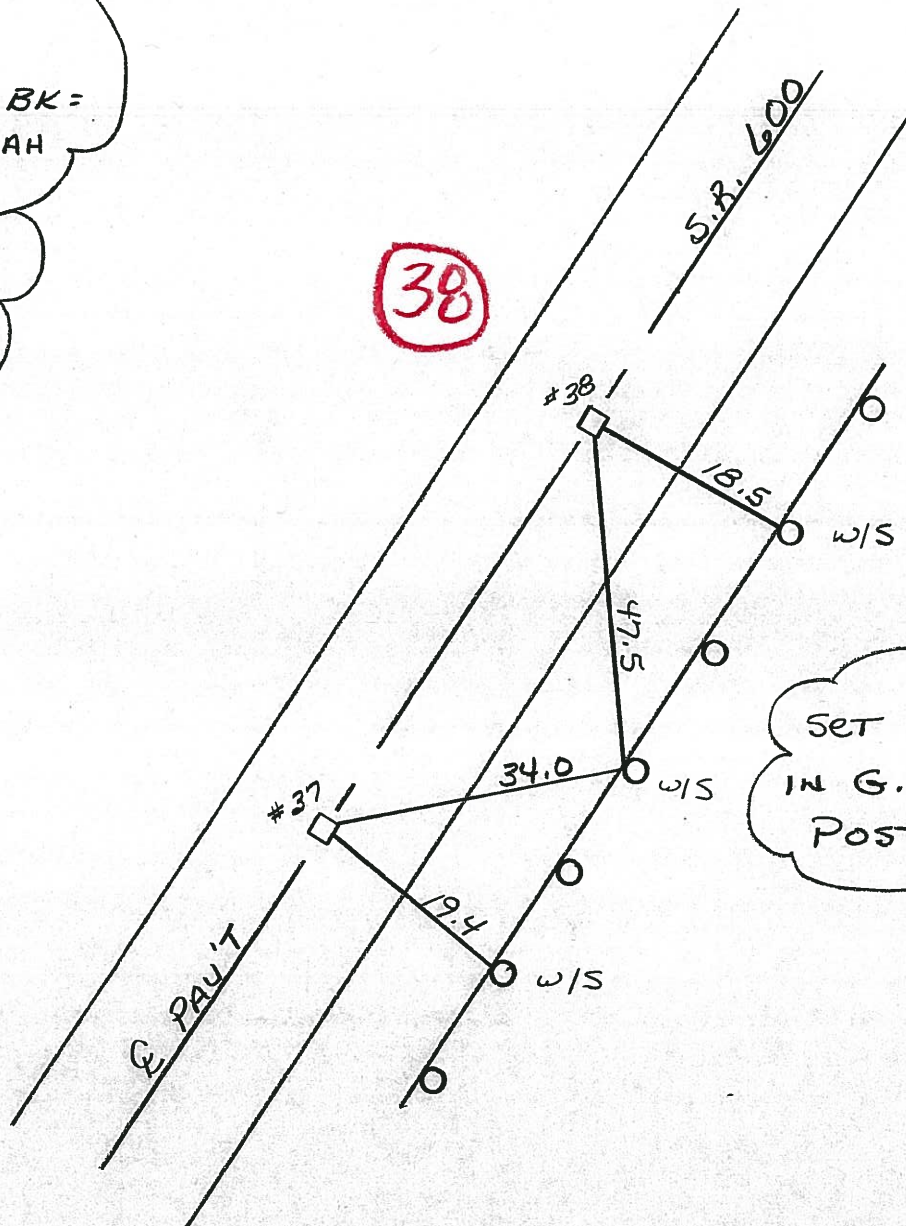 BK=
AH
S.R. 600
38
#38
18.5
W/S
47.5
SET
IN G.
POST
34.0
W/S
#37
19.4
W/S
℄ PAV'T